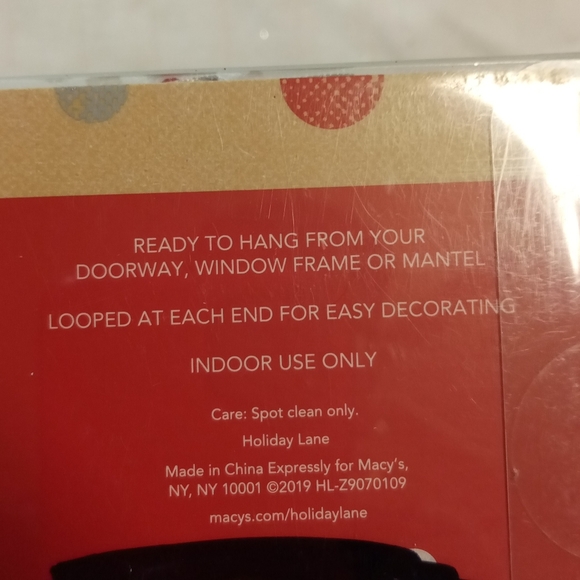 READY TO HANG FROM YOUR
DOORWAY, WINDOW FRAME OR MANTEL
LOOPED AT EACH END FOR EASY DECORATING
INDOOR USE ONLY
Care: Spot clean only.
Holiday Lane
Made in China Expressly for Macy's,
NY, NY 10001 ©2019 HL-Z9070109
macys.com/holidaylane